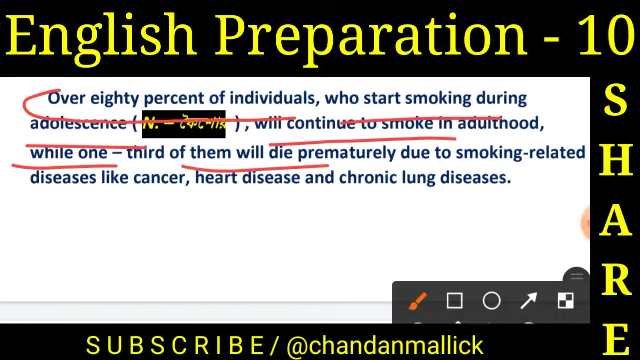 English Preparation - 10
Over eighty percent of individuals, who start smoking during
adolescence ( N. – কৈশোর ) , will continue to smoke in adulthood,
while one – third of them will die prematurely due to smoking-related
diseases like cancer, heart disease and chronic lung diseases.
S
H
A
R
E
SUBSCRIBE/ @chandanmallick